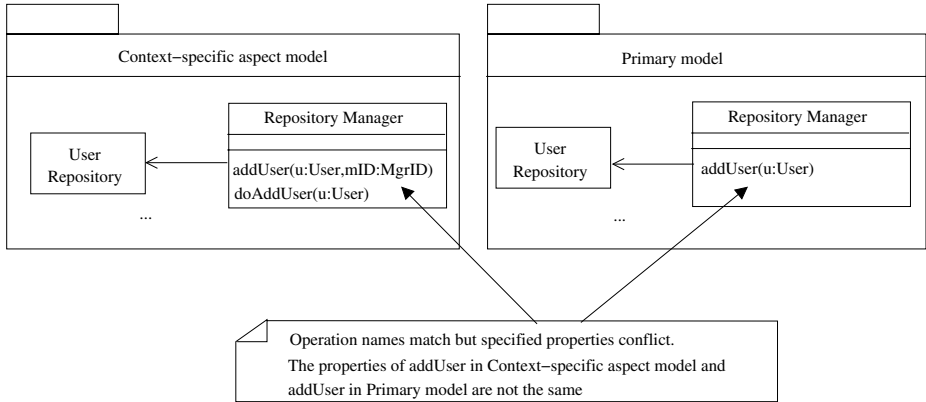 Context−specific aspect model
Repository Manager
User
Repository
addUser(u:User,mID:MgrID)
doAddUser(u:User)
...
Primary model
Repository Manager
User
Repository
addUser(u:User)
...
Operation names match but specified properties conflict.
The properties of addUser in Context−specific aspect model and
addUser in Primary model are not the same